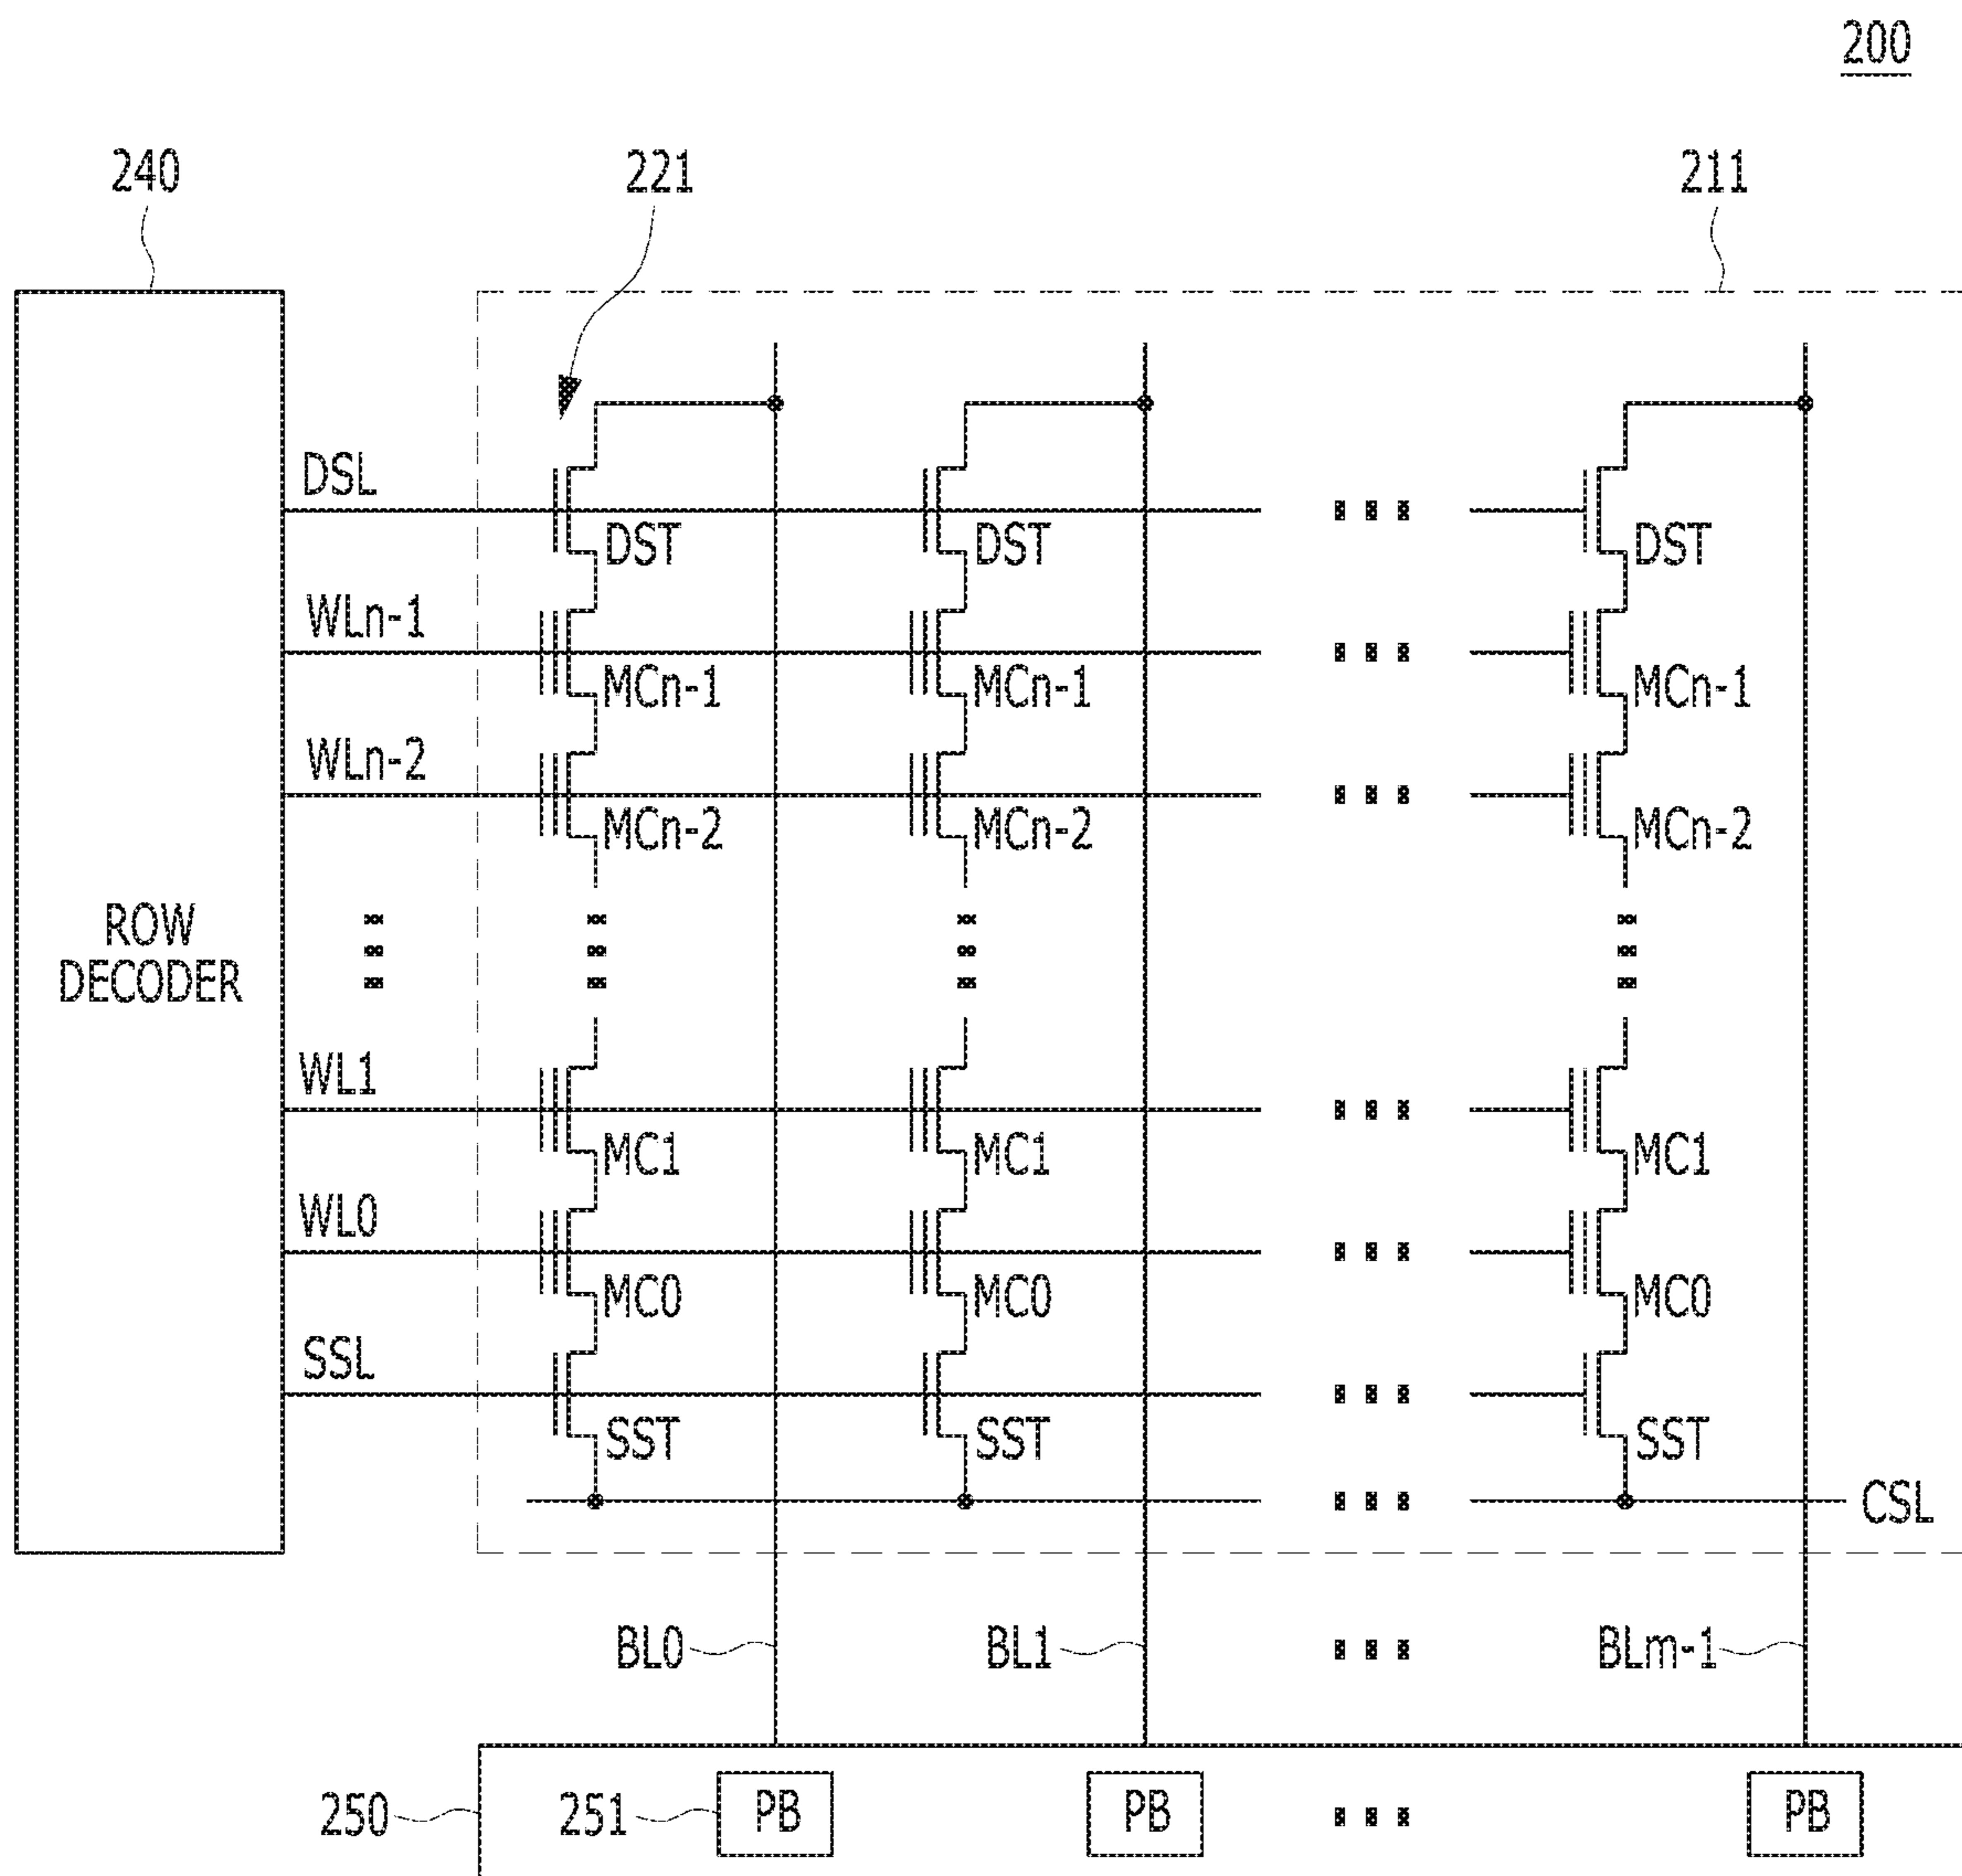 200
240
221
211
DSL
DST DST DST
WLn-1
MCn-1 MCn-1 MCn-1
WLn-2
MCn-2 MCn-2 MCn-2
ROW
DECODER
WL1
MC1 MC1 MC1
WL0
MC0 MC0 MC0
SSL
SST SST SST
CSL
BL0 BL1 BLm-1
250 251 PB PB PB